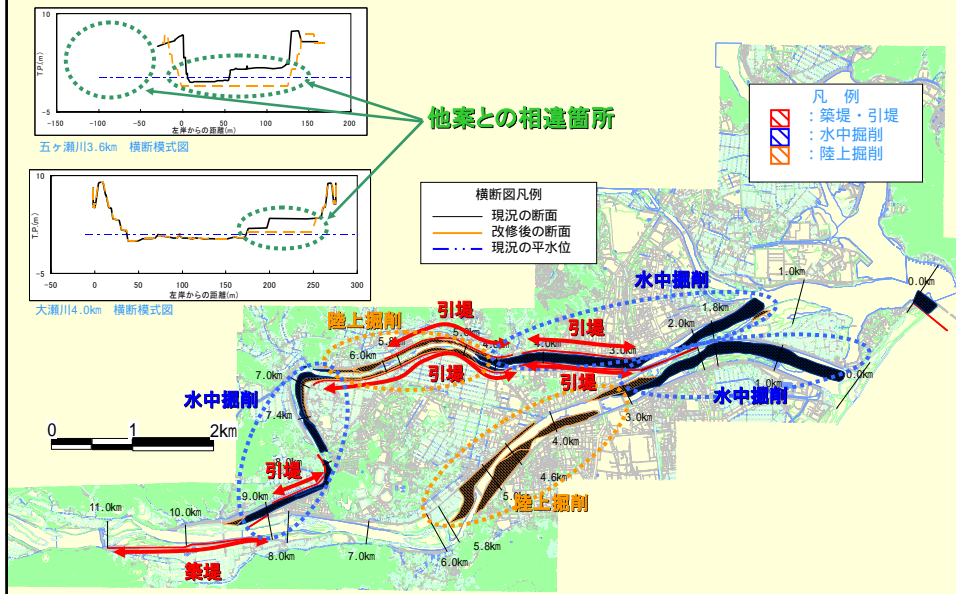 10
T.P.(m)
-5
-150 -100 -50 0 50 100 150 200
左岸からの距離(m)
五ヶ瀬川3.6km 横断模式図
10
T.P.(m)
-5
0 50 100 150 200 250 300
左岸からの距離(m)
大瀬川4.0km 横断模式図
他案との相違箇所
横断図凡例
現況の断面
改修後の断面
現況の平水位
凡 例
：築堤・引堤
：水中掘削
：陸上掘削
水中掘削
1.0km
0.0km
引堤
陸上掘削
引堤
1.8km
2.0km
5.0km
4.0km
3.0km
6.0km
7.0km
引堤
引堤
1.0km
0.0km
水中掘削
水中掘削
7.4km
3.0km
4.0km
4.6km
0 1 2km
引堤
9.0km
陸上掘削
11.0km
10.0km
8.0km
7.0km
6.0km
5.8km
築堤